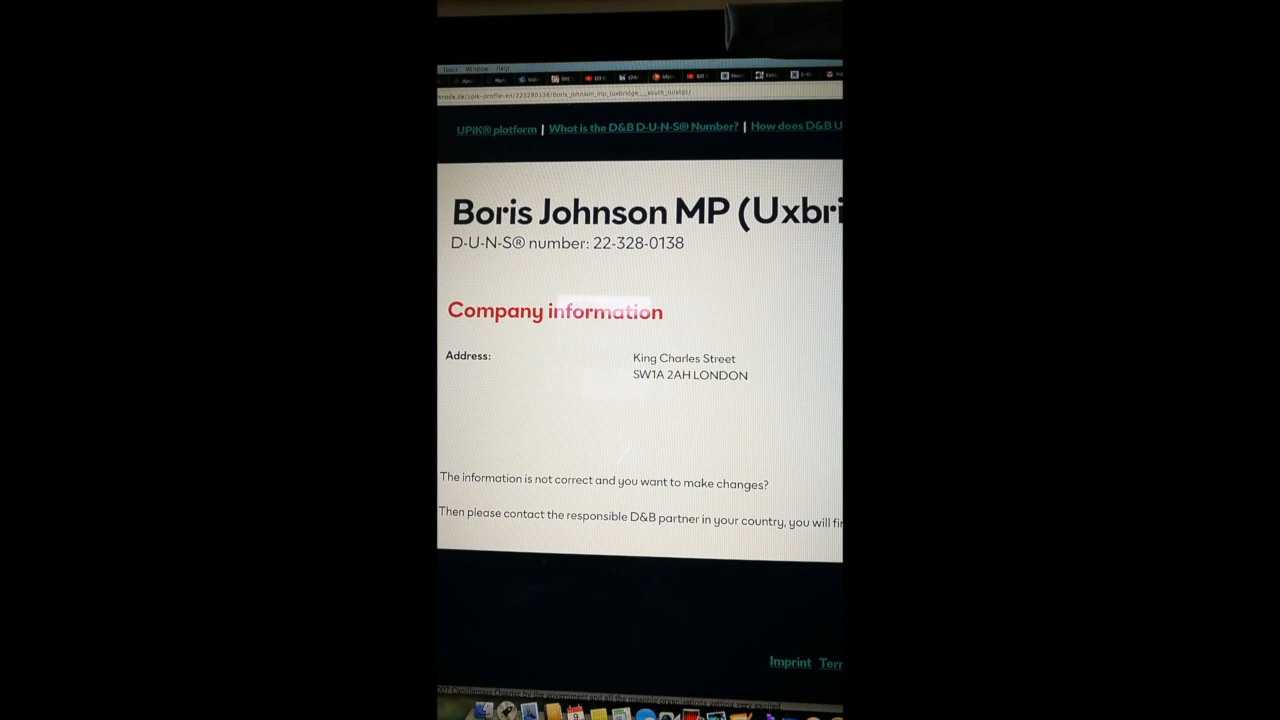 Window Help
UPIK® platform | What is the D&B D-U-N-S® Number? | How does D&B U
Boris Johnson MP (Uxbri
D-U-N-S® number: 22-328-0138
Company information
Address:
King Charles Street
SW1A 2AH LONDON
The information is not correct and you want to make changes?
Then please contact the responsible D&B partner in your country, you will fi
Imprint Terr